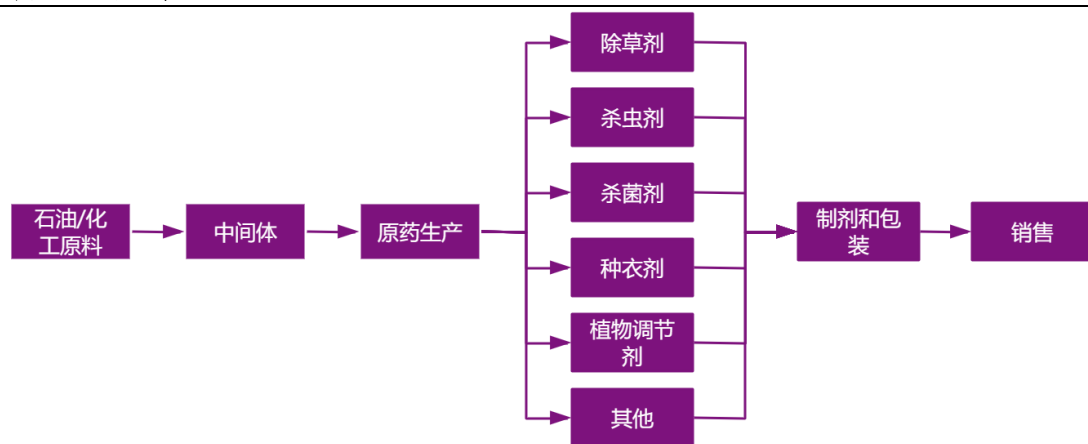 除草剂
杀虫剂
杀菌剂
石油/化
工原料
中间体
原药生产
制剂和包
装
销售
种衣剂
植物调节
剂
其他